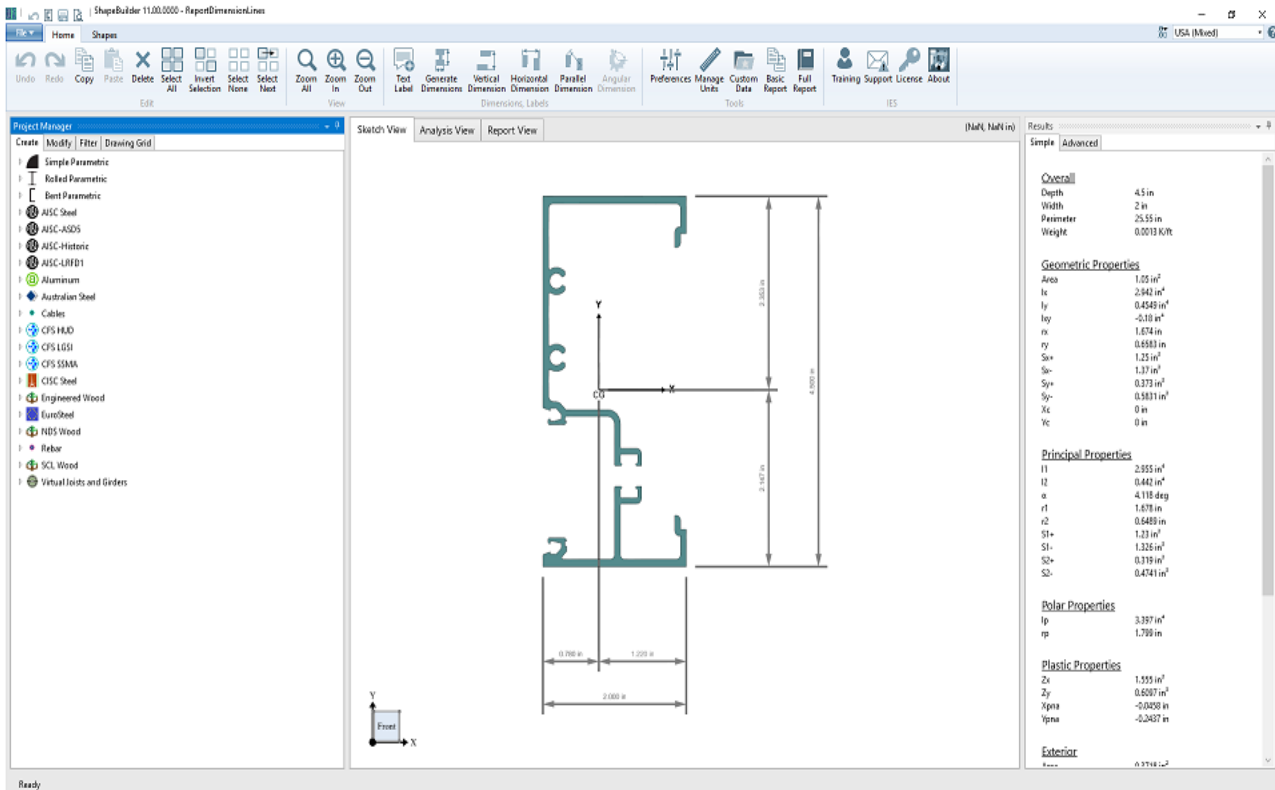 ShapeBuilder 11.00.0000 - ReportDimensionLines
File Home Shapes USA (Mixed)
Undo Redo Copy Paste Delete Select All Invert Selection Select None Select Next
Zoom All Zoom In Zoom Out
Text Label Generate Dimensions Vertical Dimension Horizontal Dimension Parallel Dimension Angular Dimension
Preferences Manage Units Custom Data Basic Report Full Report
Training Support License About
Edit View Dimensions, Labels Tools IES
Project Manager
Create Modify Filter Drawing Grid
Simple Parametric
Rolled Parametric
Bent Parametric
AISC Steel
AISC-ASD5
AISC-Historic
AISC-LRFD1
Aluminum
Australian Steel
Cables
CFS HUD
CFS LGSI
CFS SSMA
CISC Steel
Engineered Wood
EuroSteel
NDS Wood
Rebar
SCL Wood
Virtual Joists and Girders
Sketch View Analysis View Report View (NaN, NaN in)
Y
X
CG
2.353 in
4.500 in
2.147 in
0.780 in
1.220 in
2.000 in
Y
Front
X
Results
Simple Advanced
Overall
Depth 4.5 in
Width 2 in
Perimeter 25.55 in
Weight 0.0013 K/ft
Geometric Properties
Area 1.05 in²
Ix 2.942 in⁴
Iy 0.4549 in⁴
Ixy -0.18 in⁴
rx 1.674 in
ry 0.6583 in
Sx+ 1.25 in³
Sx- 1.37 in³
Sy+ 0.373 in³
Sy- 0.5831 in³
Xc 0 in
Yc 0 in
Principal Properties
I1 2.955 in⁴
I2 0.442 in⁴
α 4.118 deg
r1 1.678 in
r2 0.6489 in
S1+ 1.23 in³
S1- 1.326 in³
S2+ 0.319 in³
S2- 0.4741 in³
Polar Properties
Ip 3.397 in⁴
rp 1.799 in
Plastic Properties
Zx 1.555 in³
Zy 0.6097 in³
Xpna -0.0458 in
Ypna -0.2437 in
Exterior
Ready